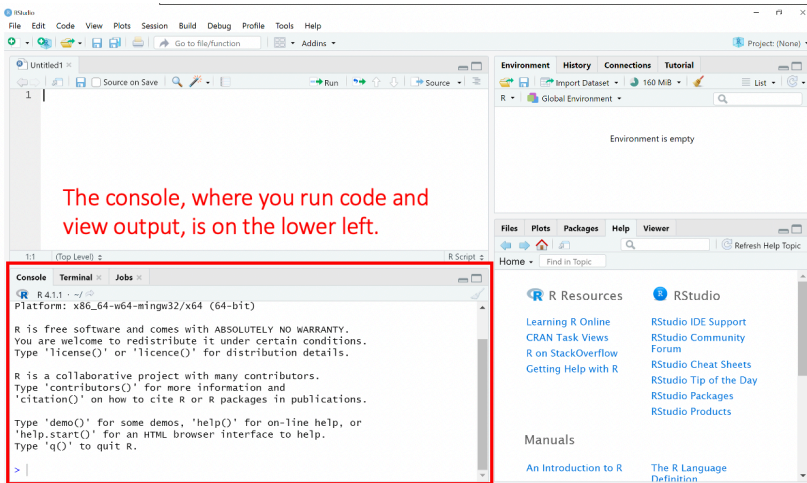 RStudio
File Edit Code View Plots Session Build Debug Profile Tools Help
Go to file/function Addins Project: (None)
Untitled1
Source on Save Run Source
1
The console, where you run code and
view output, is on the lower left.
1:1 (Top Level) R Script
Console Terminal Jobs
R 4.1.1 · ~/
Platform: x86_64-w64-mingw32/x64 (64-bit)
R is free software and comes with ABSOLUTELY NO WARRANTY.
You are welcome to redistribute it under certain conditions.
Type 'license()' or 'licence()' for distribution details.
R is a collaborative project with many contributors.
Type 'contributors()' for more information and
'citation()' on how to cite R or R packages in publications.
Type 'demo()' for some demos, 'help()' for on-line help, or
'help.start()' for an HTML browser interface to help.
Type 'q()' to quit R.
>
Environment History Connections Tutorial
Import Dataset 160 MiB List
R Global Environment
Environment is empty
Files Plots Packages Help Viewer
Refresh Help Topic
Home Find in Topic
R Resources
Learning R Online
CRAN Task Views
R on StackOverflow
Getting Help with R
RStudio
RStudio IDE Support
RStudio Community
Forum
RStudio Cheat Sheets
RStudio Tip of the Day
RStudio Packages
RStudio Products
Manuals
An Introduction to R
The R Language
Definition